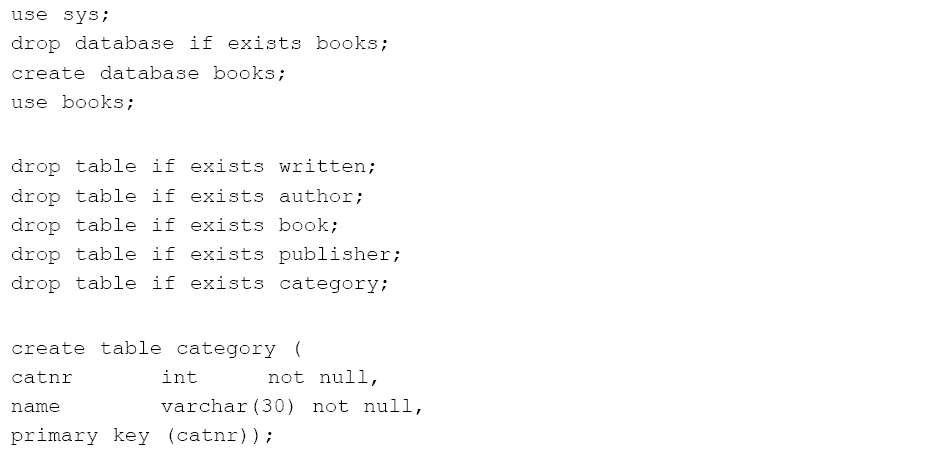 use sys;
drop database if exists books;
create database books;
use books;
drop table if exists written;
drop table if exists author;
drop table if exists book;
drop table if exists publisher;
drop table if exists category;
create table category (
catnr int not null,
name varchar(30) not null,
primary key (catnr));